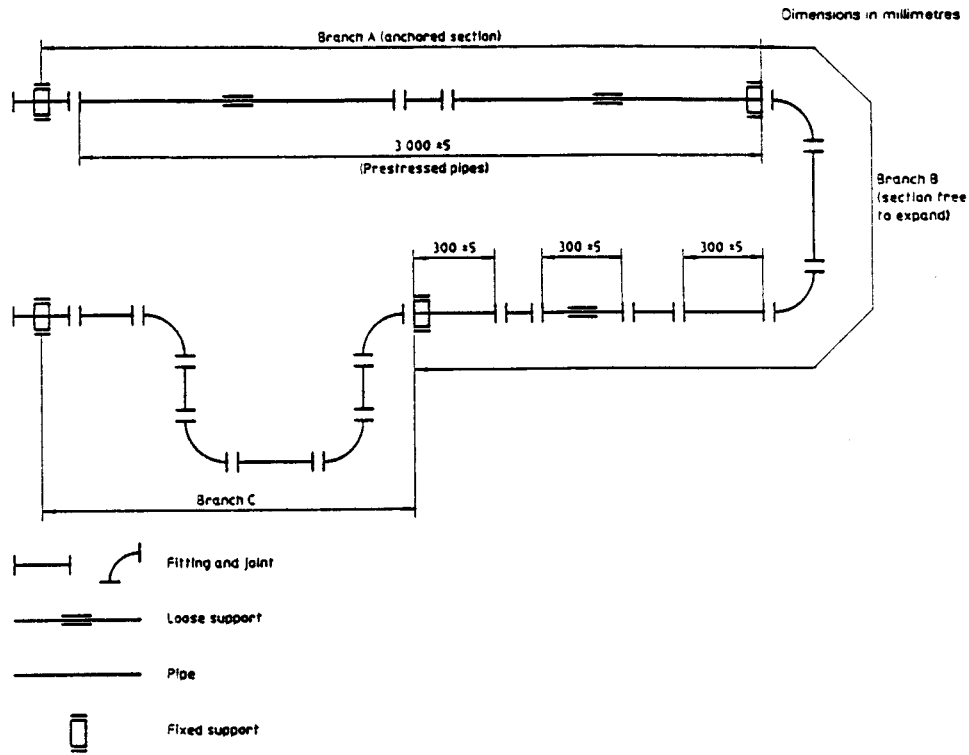 Dimensions in millimetres
Branch A (anchored section)
3 000 ±5
(Prestressed pipes)
Branch B
(section free
to expand)
300 ±5
300 ±5
300 ±5
Branch C
Fitting and joint
Loose support
Pipe
Fixed support